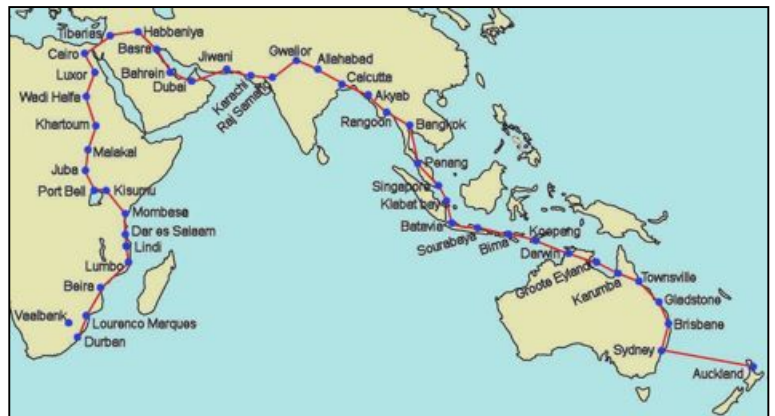 Tiberias
Habbaniya
Cairo
Basra
Jiwani
Gwalior
Allahabad
Luxor
Bahrein
Dubai
Karachi
Raj Samand
Calcutta
Wadi Halfa
Akyab
Rangoon
Khartoum
Bangkok
Malakal
Juba
Penang
Port Bell
Kisumu
Singapore
Klabat bay
Mombasa
Batavia
Dar es Salaam
Sourabaya
Bima
Koepang
Lindi
Darwin
Lumbo
Groote Eylandt
Karumba
Townsville
Beira
Gladstone
Vaalbank
Lourenco Marques
Brisbane
Durban
Sydney
Auckland